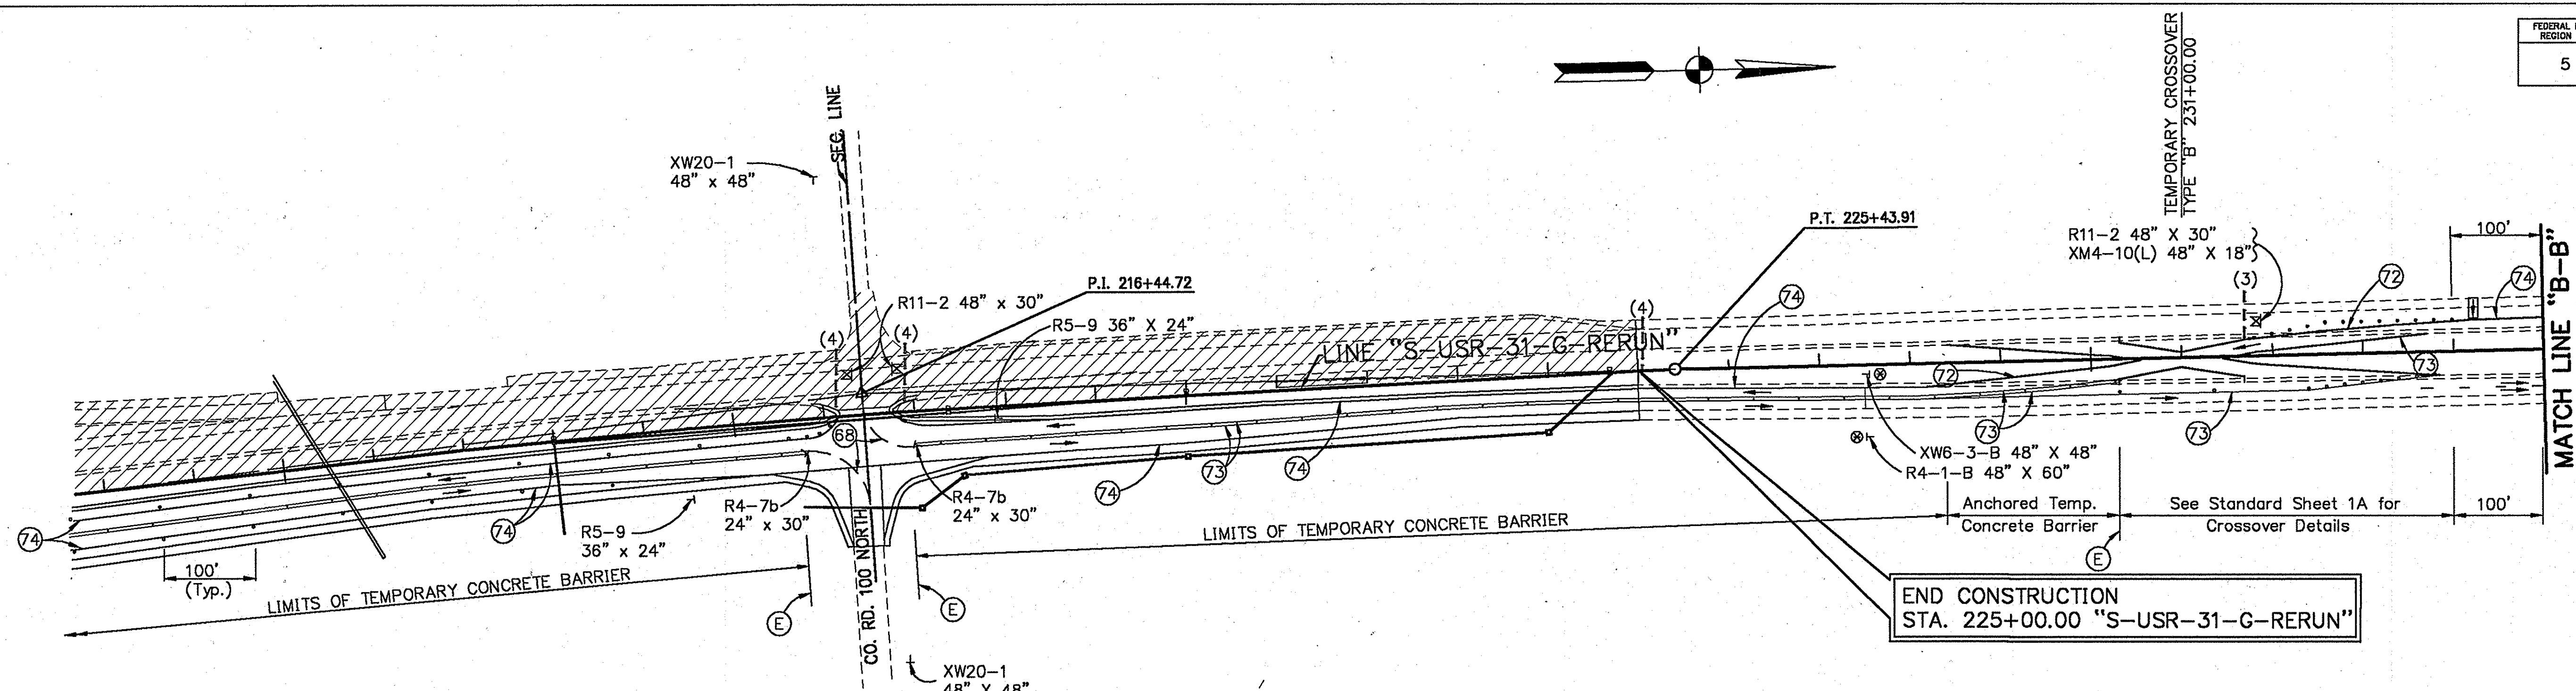 FEDERAL
REGION
5
TEMPORARY CROSSOVER
TYPE "B" 231+00.00
XW20-1
48" x 48"
SEC. LINE
P.T. 225+43.91
R11-2 48" X 30"
XM4-10(L) 48" X 18"
100'
MATCH LINE "B-B"
P.I. 216+44.72
R11-2 48" x 30"
R5-9 36" X 24"
(4)
(4)
(4)
74
(3)
72
74
LINE "S-USR-31-G-RERUN"
73
72
68
73
73
XW6-3-B 48" X 48"
R4-1-B 48" X 60"
74
73
74
R4-7b
24" x 30"
R4-7b
24" x 30"
74
74
R5-9
36" x 24"
100'
(Typ.)
LIMITS OF TEMPORARY CONCRETE BARRIER
LIMITS OF TEMPORARY CONCRETE BARRIER
Anchored Temp.
Concrete Barrier
See Standard Sheet 1A for
Crossover Details
100'
E
E
E
CO. RD. 100 NORTH
END CONSTRUCTION
STA. 225+00.00 "S-USR-31-G-RERUN"
XW20-1
48" X 48"